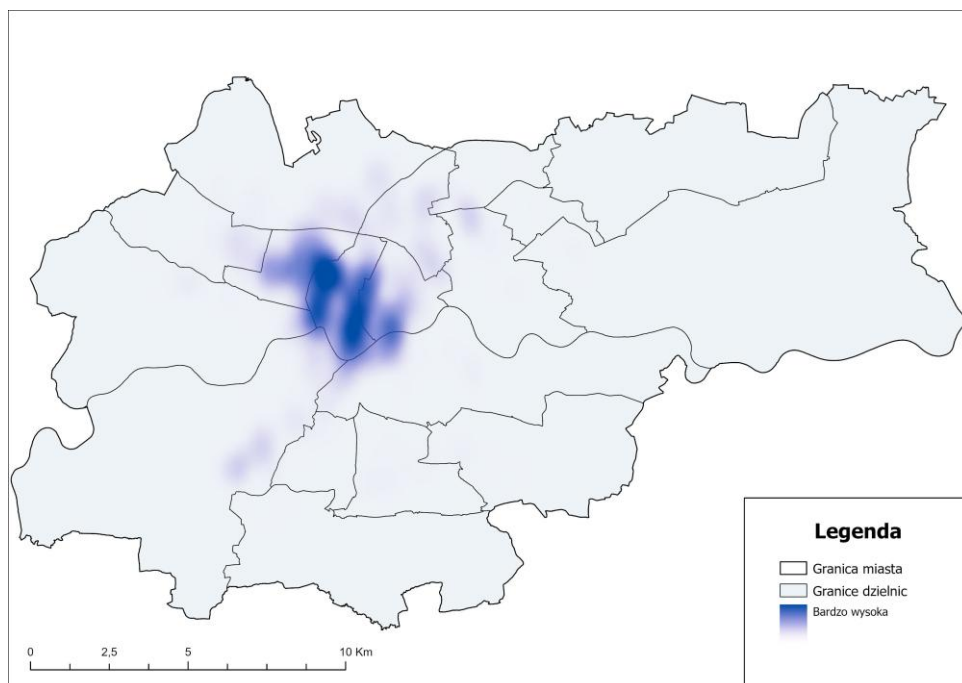 Legenda
Granica miasta
Granice dzielnic
Bardzo wysoka
0 2,5 5 10 Km